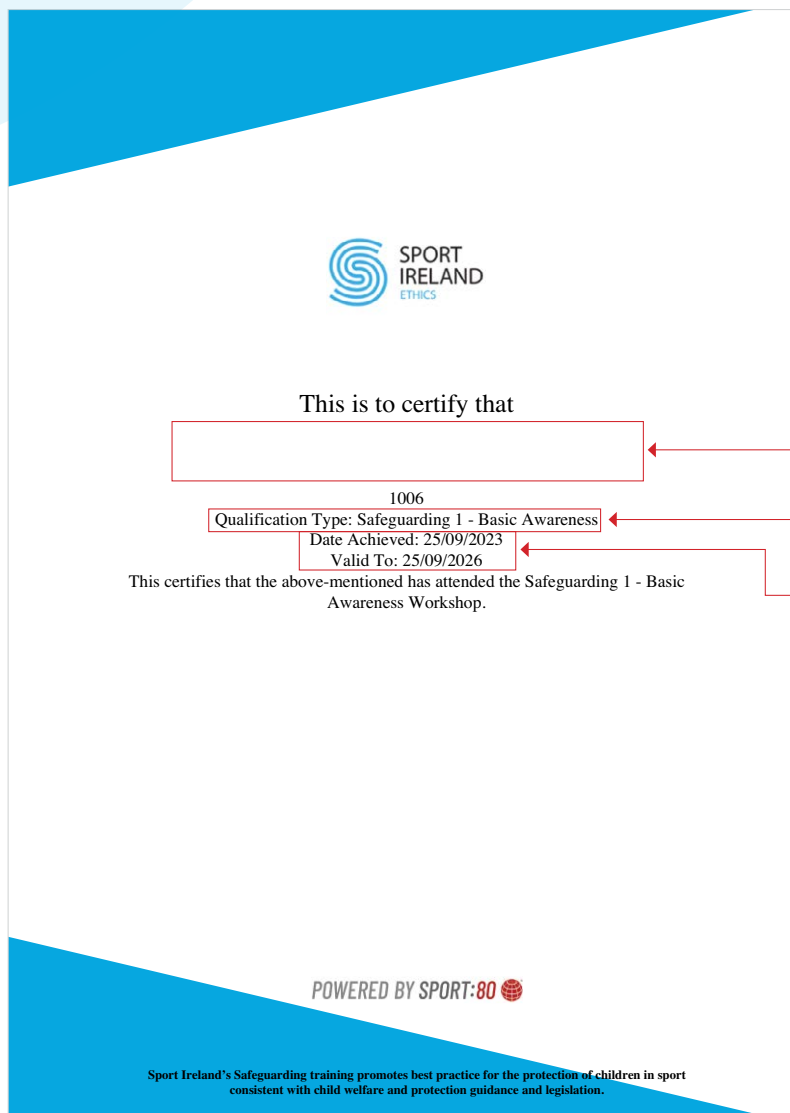 SPORT
IRELAND
ETHICS
This is to certify that
1006
Qualification Type: Safeguarding 1 - Basic Awareness
Date Achieved: 25/09/2023
Valid To: 25/09/2026
This certifies that the above-mentioned has attended the Safeguarding 1 - Basic
Awareness Workshop.
POWERED BY SPORT:80
Sport Ireland's Safeguarding training promotes best practice for the protection of children in sport
consistent with child welfare and protection guidance and legislation.